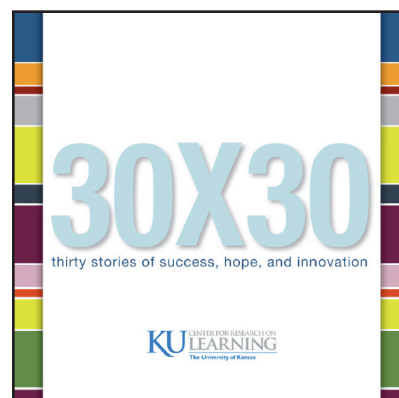 30X30
thirty stories of success, hope, and innovation
KU CENTER FOR RESEARCH ON
LEARNING
The University of Kansas